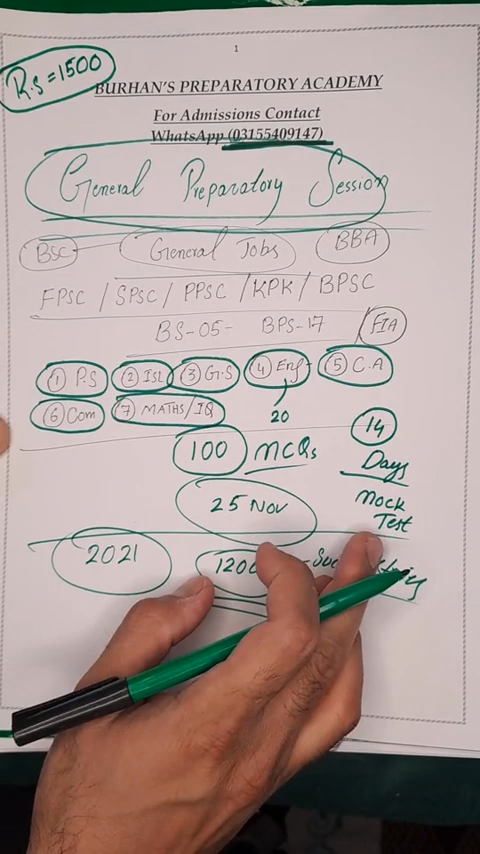 1
R.s = 1500
BURHAN'S PREPARATORY ACADEMY
For Admissions Contact
WhatsApp (03155409147)
General Preparatory Session
BSC General Jobs BBA
FPSC / SPSC / PPSC / KPK / BPSC
BS-05- BPS-17 / FIA
① P.S ② Isl ③ G.S ④ Eng ⑤ C.A
⑥ Com ⑦ MATHS/IQ 20
100 MCQs 14
Days
25 Nov Mock
Test
2021